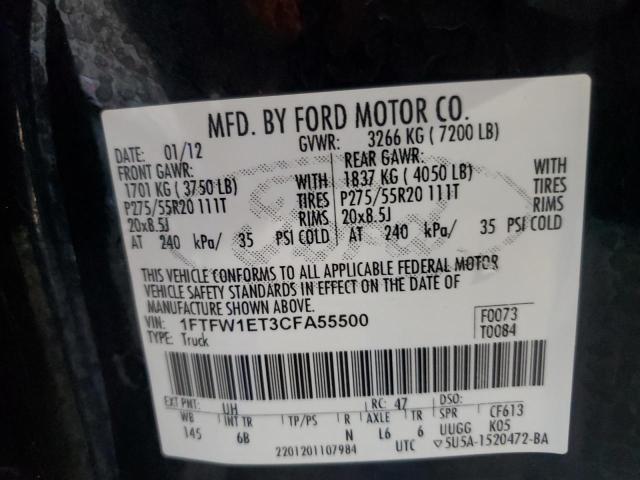 MFD. BY FORD MOTOR CO.
DATE: 01/12 GVWR: 3266 KG ( 7200 LB)
FRONT GAWR: REAR GAWR:
1701 KG ( 3750 LB) WITH 1837 KG ( 4050 LB) WITH
P275/55R20 111T TIRES P275/55R20 111T TIRES
20x8.5J RIMS 20x8.5J RIMS
AT 240 kPa/ 35 PSI COLD AT 240 kPa/ 35 PSI COLD
THIS VEHICLE CONFORMS TO ALL APPLICABLE FEDERAL MOTOR
VEHICLE SAFETY STANDARDS IN EFFECT ON THE DATE OF
MANUFACTURE SHOWN ABOVE.
VIN: 1FTFW1ET3CFA55500 F0073
TYPE: Truck T0084
EXT PNT: UH RC: 47 DSO:
WB INT TR TP/PS R AXLE TR SPR CF613
145 6B N L6 6 UUGG K05
2201201107984 UTC ▽5U5A-1520472-BA